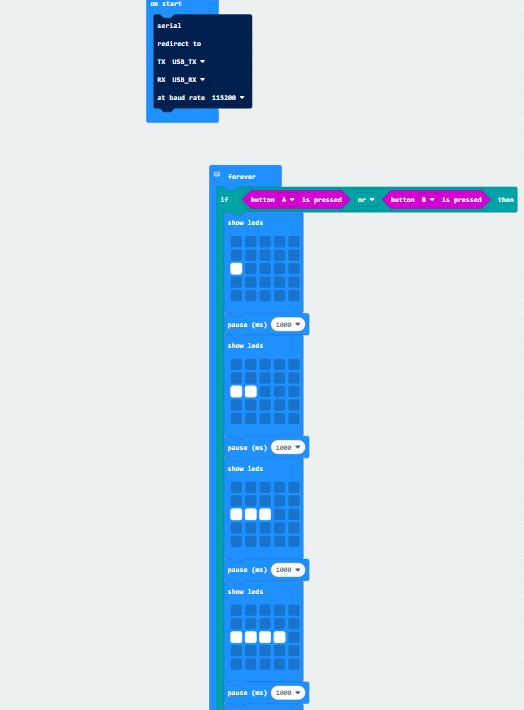 on start
serial
redirect to
TX USB_TX
RX USB_RX
at baud rate 115200
forever
if button A is pressed or button B is pressed then
show leds
pause (ms) 1000
show leds
pause (ms) 1000
show leds
pause (ms) 1000
show leds
pause (ms) 1000